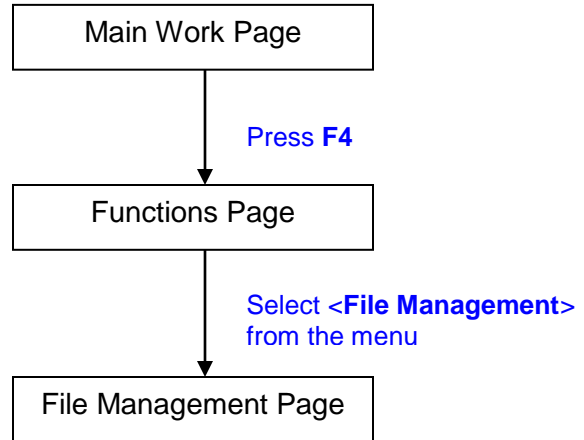 Main Work Page
Press F4
Functions Page
Select <File Management>
from the menu
File Management Page